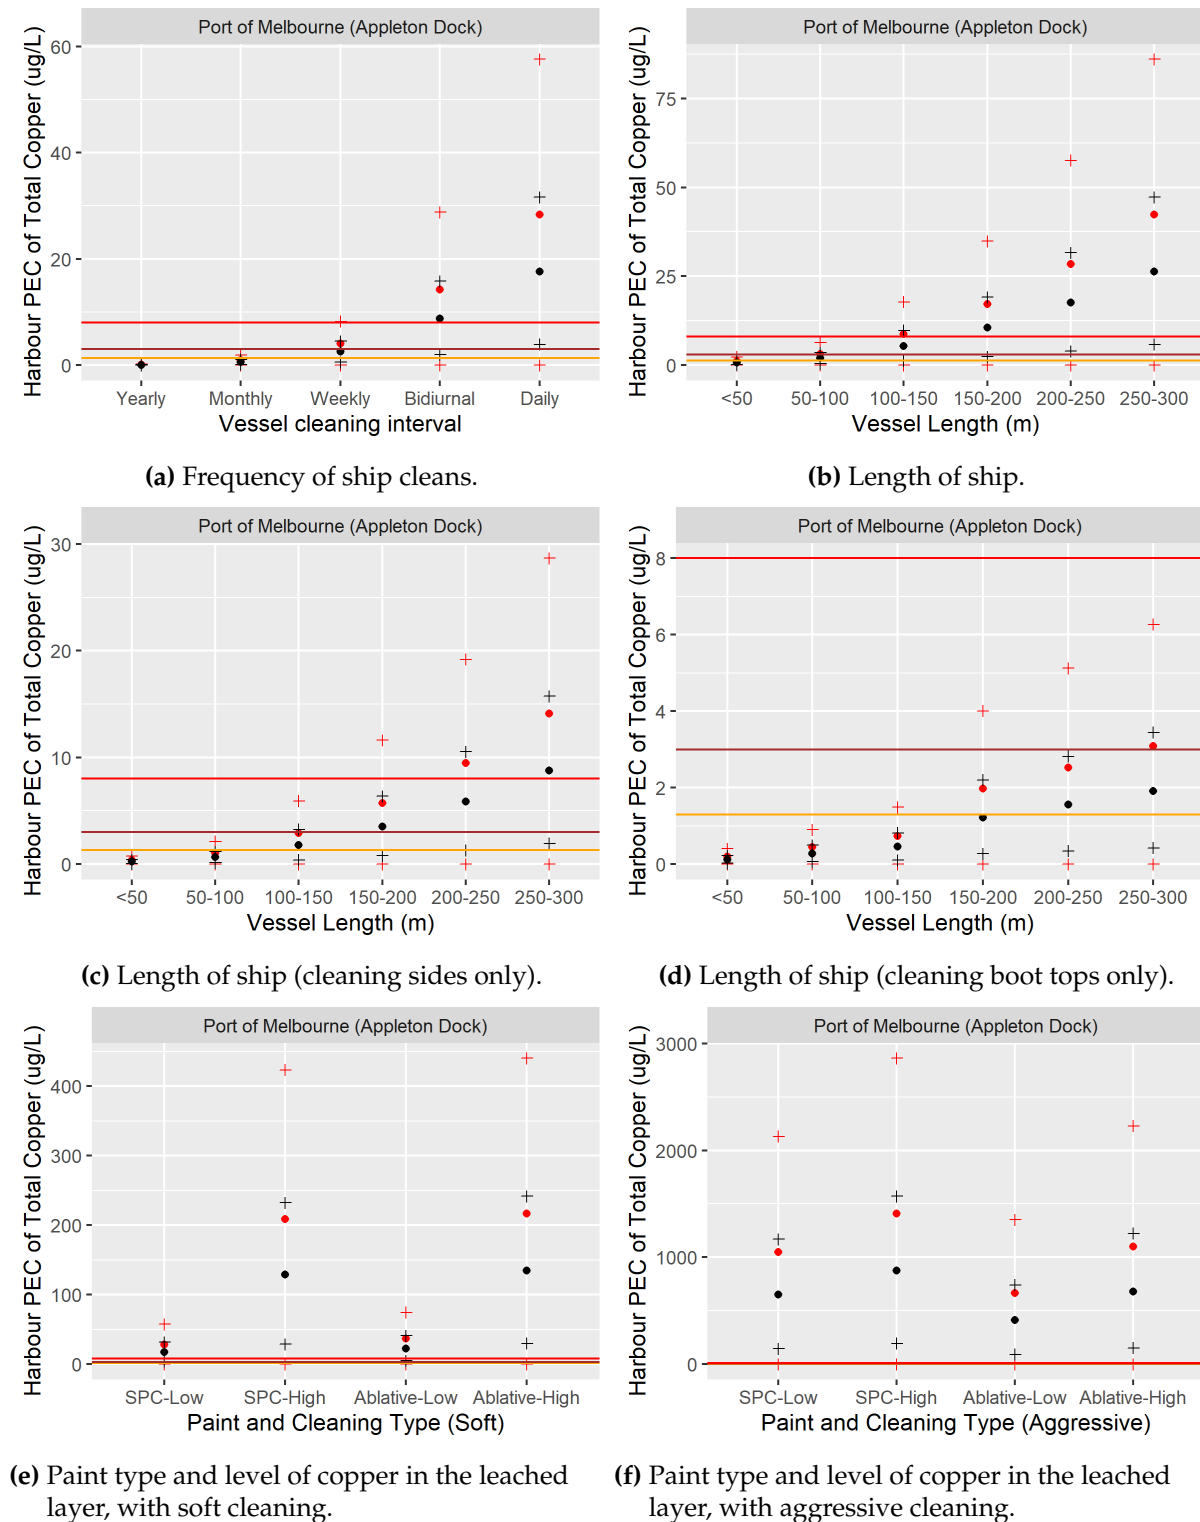 Port of Melbourne (Appleton Dock)
Harbour PEC of Total Copper (ug/L)
60
40
20
0
Yearly Monthly Weekly Bidiurnal Daily
Vessel cleaning interval
(a) Frequency of ship cleans.
Port of Melbourne (Appleton Dock)
Harbour PEC of Total Copper (ug/L)
75
50
25
0
<50 50-100 100-150 150-200 200-250 250-300
Vessel Length (m)
(b) Length of ship.
Port of Melbourne (Appleton Dock)
Harbour PEC of Total Copper (ug/L)
30
20
10
0
<50 50-100 100-150 150-200 200-250 250-300
Vessel Length (m)
(c) Length of ship (cleaning sides only).
Port of Melbourne (Appleton Dock)
Harbour PEC of Total Copper (ug/L)
8
6
4
2
0
<50 50-100 100-150 150-200 200-250 250-300
Vessel Length (m)
(d) Length of ship (cleaning boot tops only).
Port of Melbourne (Appleton Dock)
Harbour PEC of Total Copper (ug/L)
400
300
200
100
0
SPC-Low SPC-High Ablative-Low Ablative-High
Paint and Cleaning Type (Soft)
(e) Paint type and level of copper in the leached
layer, with soft cleaning.
Port of Melbourne (Appleton Dock)
Harbour PEC of Total Copper (ug/L)
3000
2000
1000
0
SPC-Low SPC-High Ablative-Low Ablative-High
Paint and Cleaning Type (Aggressive)
(f) Paint type and level of copper in the leached
layer, with aggressive cleaning.